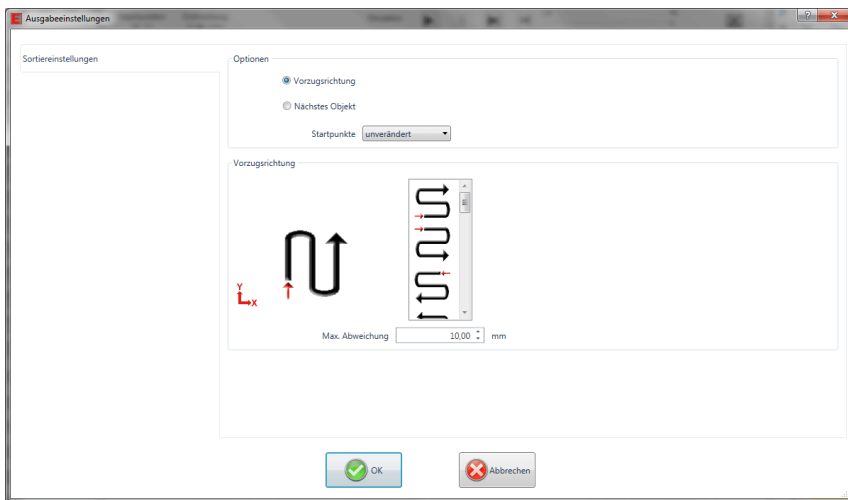 E Ausgabeeinstellungen
Sortiereinstellungen
Optionen
Vorzugsrichtung
Nächstes Objekt
Startpunkte unverändert
Vorzugsrichtung
Y
X
Max. Abweichung 10,00 mm
OK
Abbrechen